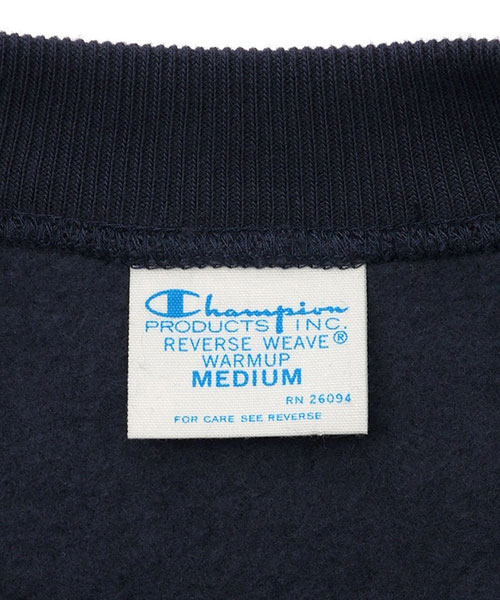 Champion
PRODUCTS INC.
REVERSE WEAVE®
WARMUP
MEDIUM
RN 26094
FOR CARE SEE REVERSE